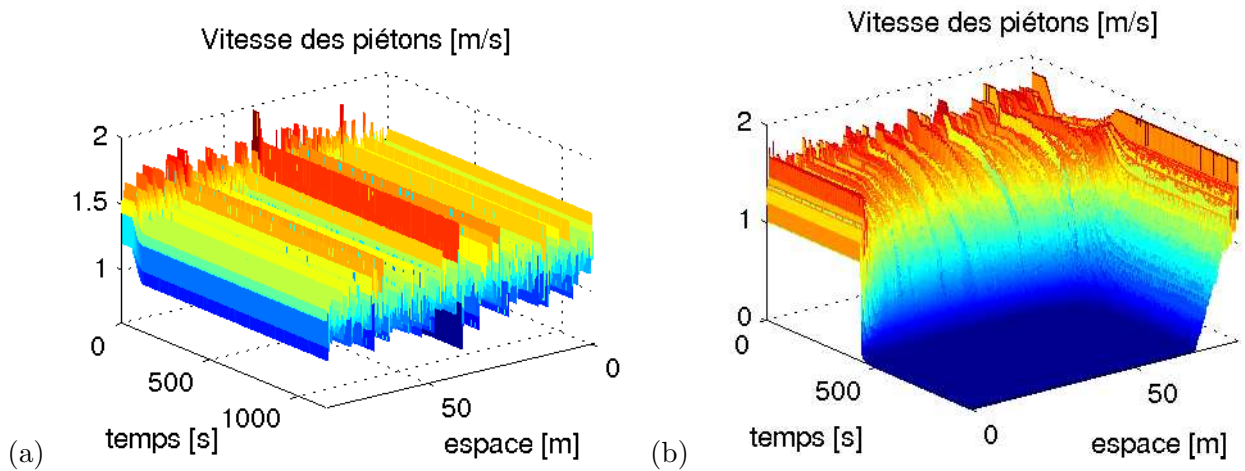 Vitesse des piétons [m/s]
2
1.5
1
0
500
1000
temps [s]
0
50
espace [m]
(a)
Vitesse des piétons [m/s]
2
1
0
0
500
temps [s]
0
50
espace [m]
(b)